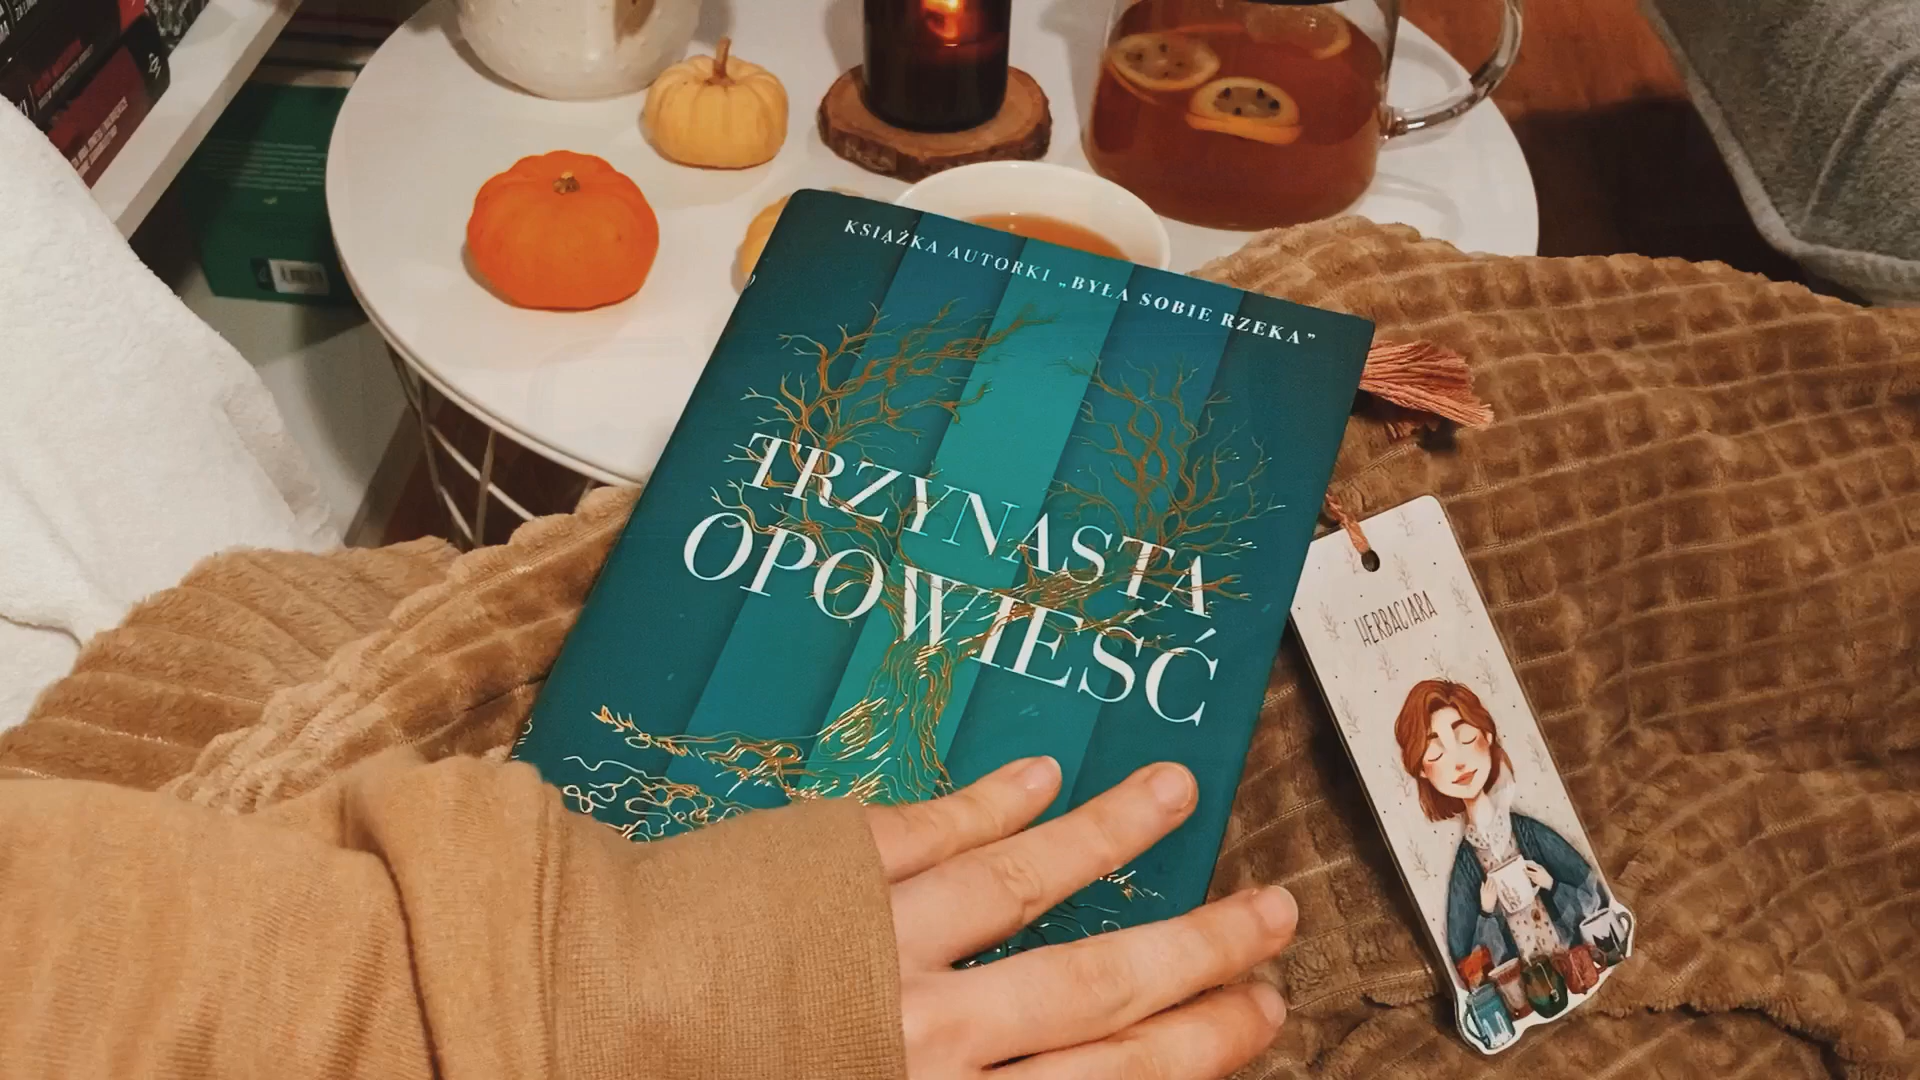 KSIĄŻKA AUTORKI „BYŁA SOBIE RZEKA”
TRZYNASTA
OPOWIEŚĆ
HERBACIARA